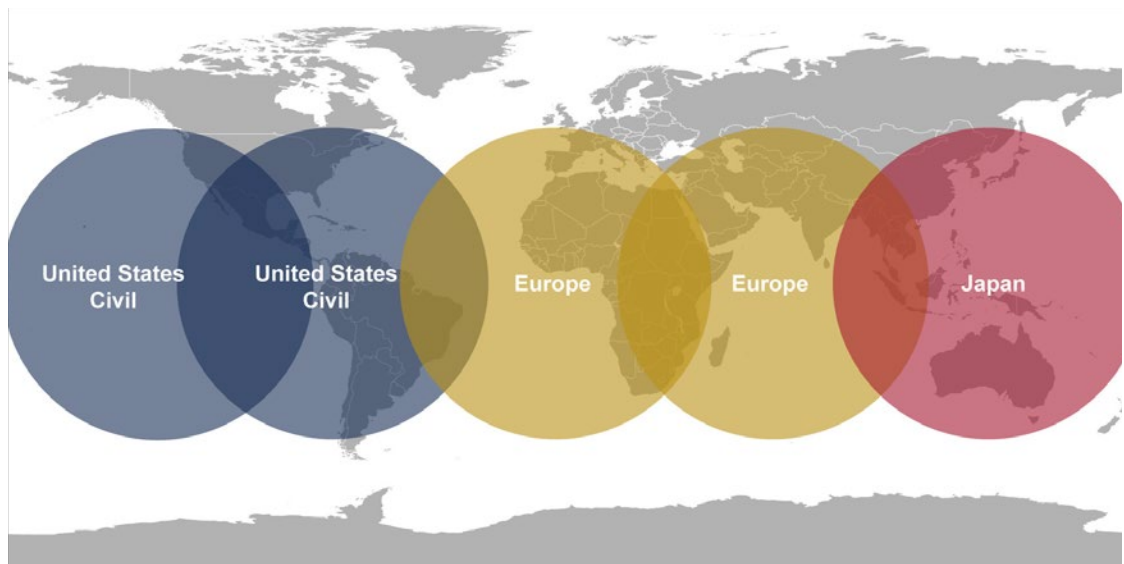 United States
Civil
United States
Civil
Europe
Europe
Japan